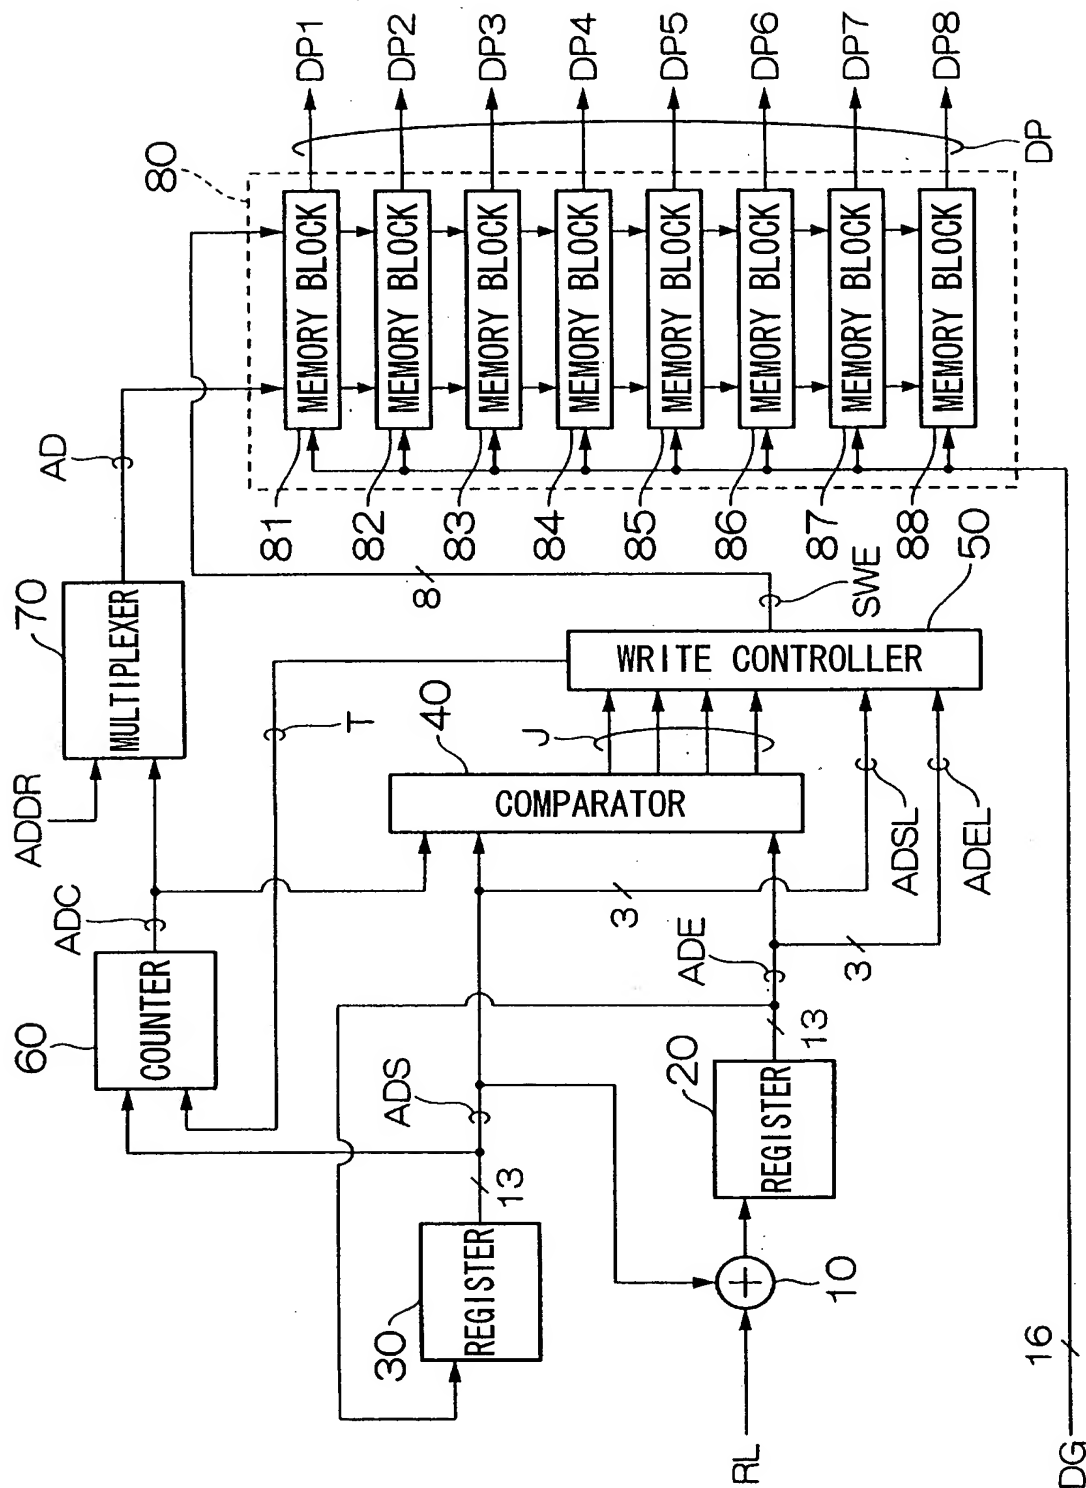 DP1
DP2
DP3
DP4
DP5
DP6
DP7
DP8
DP
80
MEMORY BLOCK
MEMORY BLOCK
MEMORY BLOCK
MEMORY BLOCK
MEMORY BLOCK
MEMORY BLOCK
MEMORY BLOCK
MEMORY BLOCK
81
82
83
84
85
86
87
88
AD
70
MULTIPLEXER
ADDR
8
SWE
50
WRITE CONTROLLER
T
J
40
COMPARATOR
ADSL
ADEL
3
3
ADC
60
COUNTER
ADS
13
30
REGISTER
ADE
13
20
REGISTER
10
+
RL
16
DG